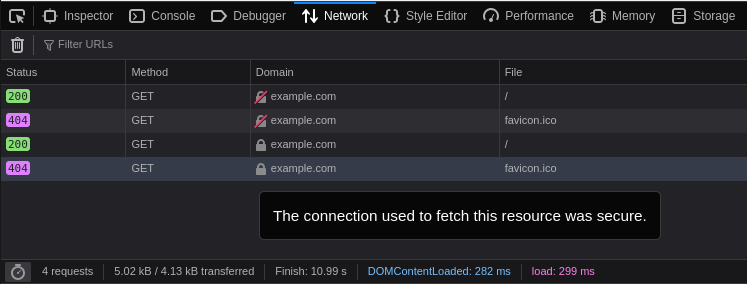 Inspector Console Debugger Network Style Editor Performance Memory Storage
Filter URLs
Status Method Domain File
200 GET example.com /
404 GET example.com favicon.ico
200 GET example.com /
404 GET example.com favicon.ico
The connection used to fetch this resource was secure.
4 requests 5.02 kB / 4.13 kB transferred Finish: 10.99 s DOMContentLoaded: 282 ms load: 299 ms